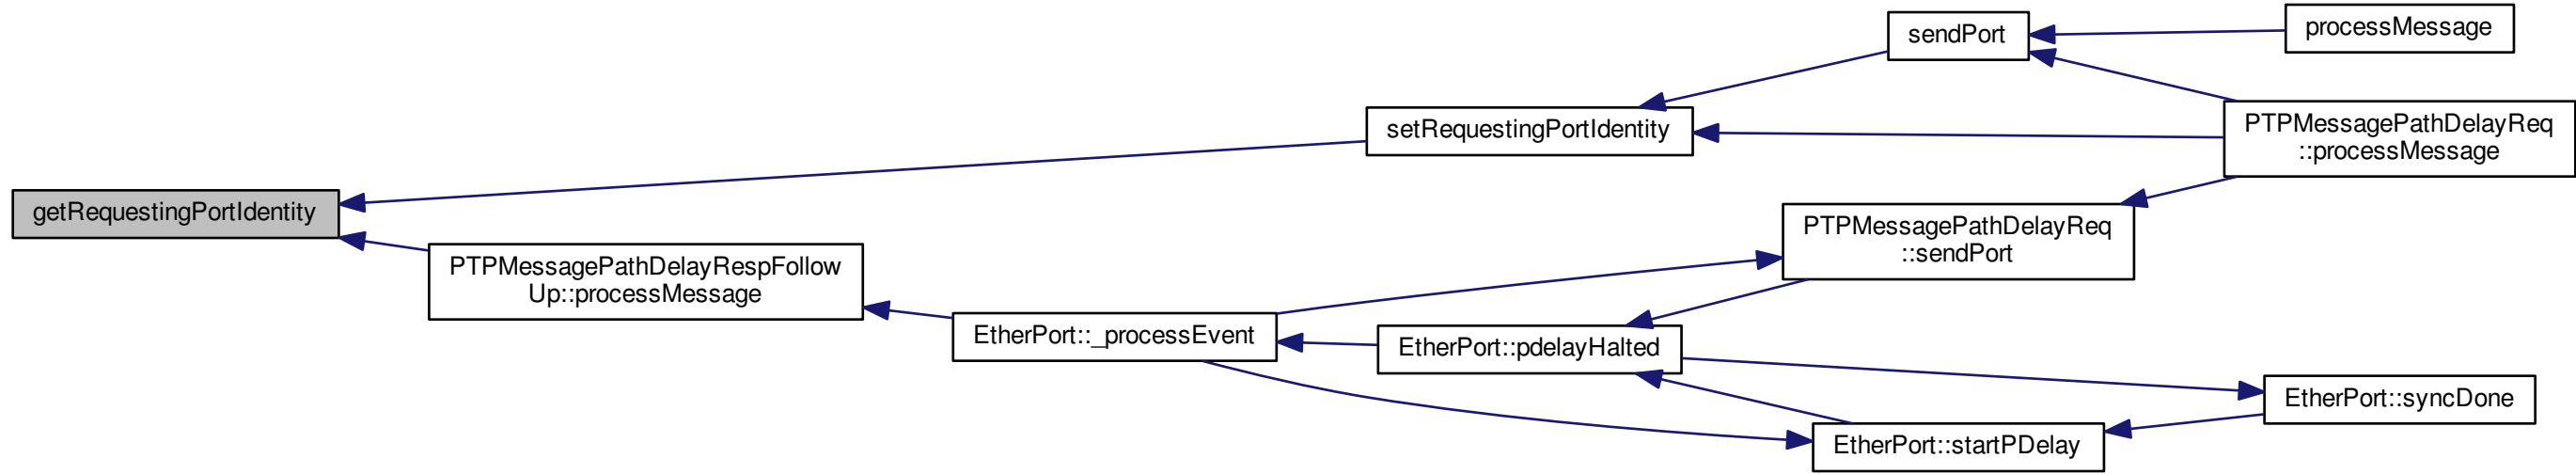 sendPort
processMessage
setRequestingPortIdentity
PTPMessagePathDelayReq
::processMessage
getRequestingPortIdentity
PTPMessagePathDelayRespFollow
Up::processMessage
PTPMessagePathDelayReq
::sendPort
EtherPort::_processEvent
EtherPort::pdelayHalted
EtherPort::syncDone
EtherPort::startPDelay